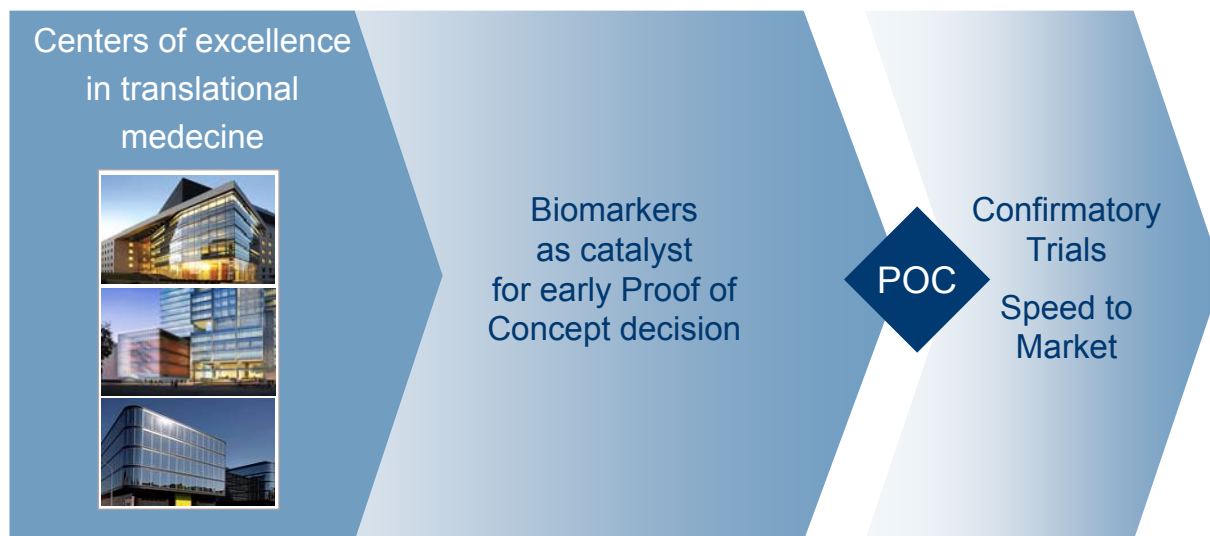 Centers of excellence
in translational
medecine
Biomarkers
as catalyst
for early Proof of
Concept decision
POC
Confirmatory
Trials
Speed to
Market